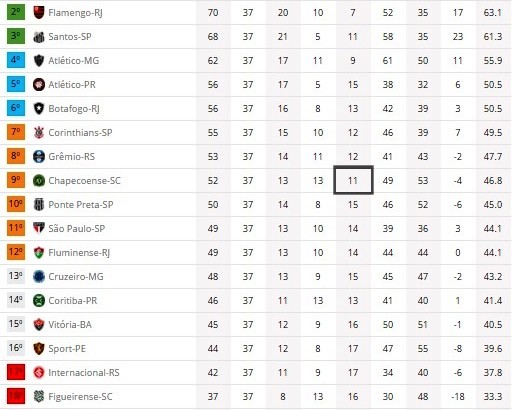 2º Flamengo-RJ 70 37 20 10 7 52 35 17 63.1
3º Santos-SP 68 37 21 5 11 58 35 23 61.3
4º Atlético-MG 62 37 17 11 9 61 50 11 55.9
5º Atlético-PR 56 37 17 5 15 38 32 6 50.5
6º Botafogo-RJ 56 37 16 8 13 42 39 3 50.5
7º Corinthians-SP 55 37 15 10 12 46 39 7 49.5
8º Grêmio-RS 53 37 14 11 12 41 43 -2 47.7
9º Chapecoense-SC 52 37 13 13 11 49 53 -4 46.8
10º Ponte Preta-SP 50 37 14 8 15 46 52 -6 45.0
11º São Paulo-SP 49 37 13 10 14 39 36 3 44.1
12º Fluminense-RJ 49 37 13 10 14 44 44 0 44.1
13º Cruzeiro-MG 48 37 13 9 15 45 47 -2 43.2
14º Coritiba-PR 46 37 11 13 13 41 40 1 41.4
15º Vitória-BA 45 37 12 9 16 50 51 -1 40.5
16º Sport-PE 44 37 12 8 17 47 55 -8 39.6
17º Internacional-RS 42 37 11 9 17 34 40 -6 37.8
18º Figueirense-SC 37 37 8 13 16 30 48 -18 33.3